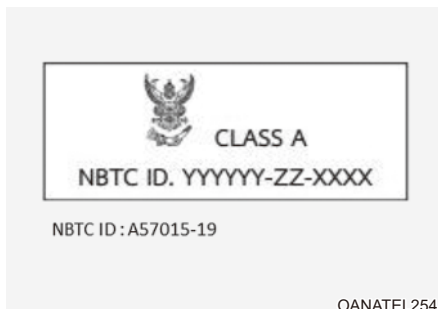 CLASS A
NBTC ID. YYYYYY-ZZ-XXXX
NBTC ID : A57015-19
OANATEL254